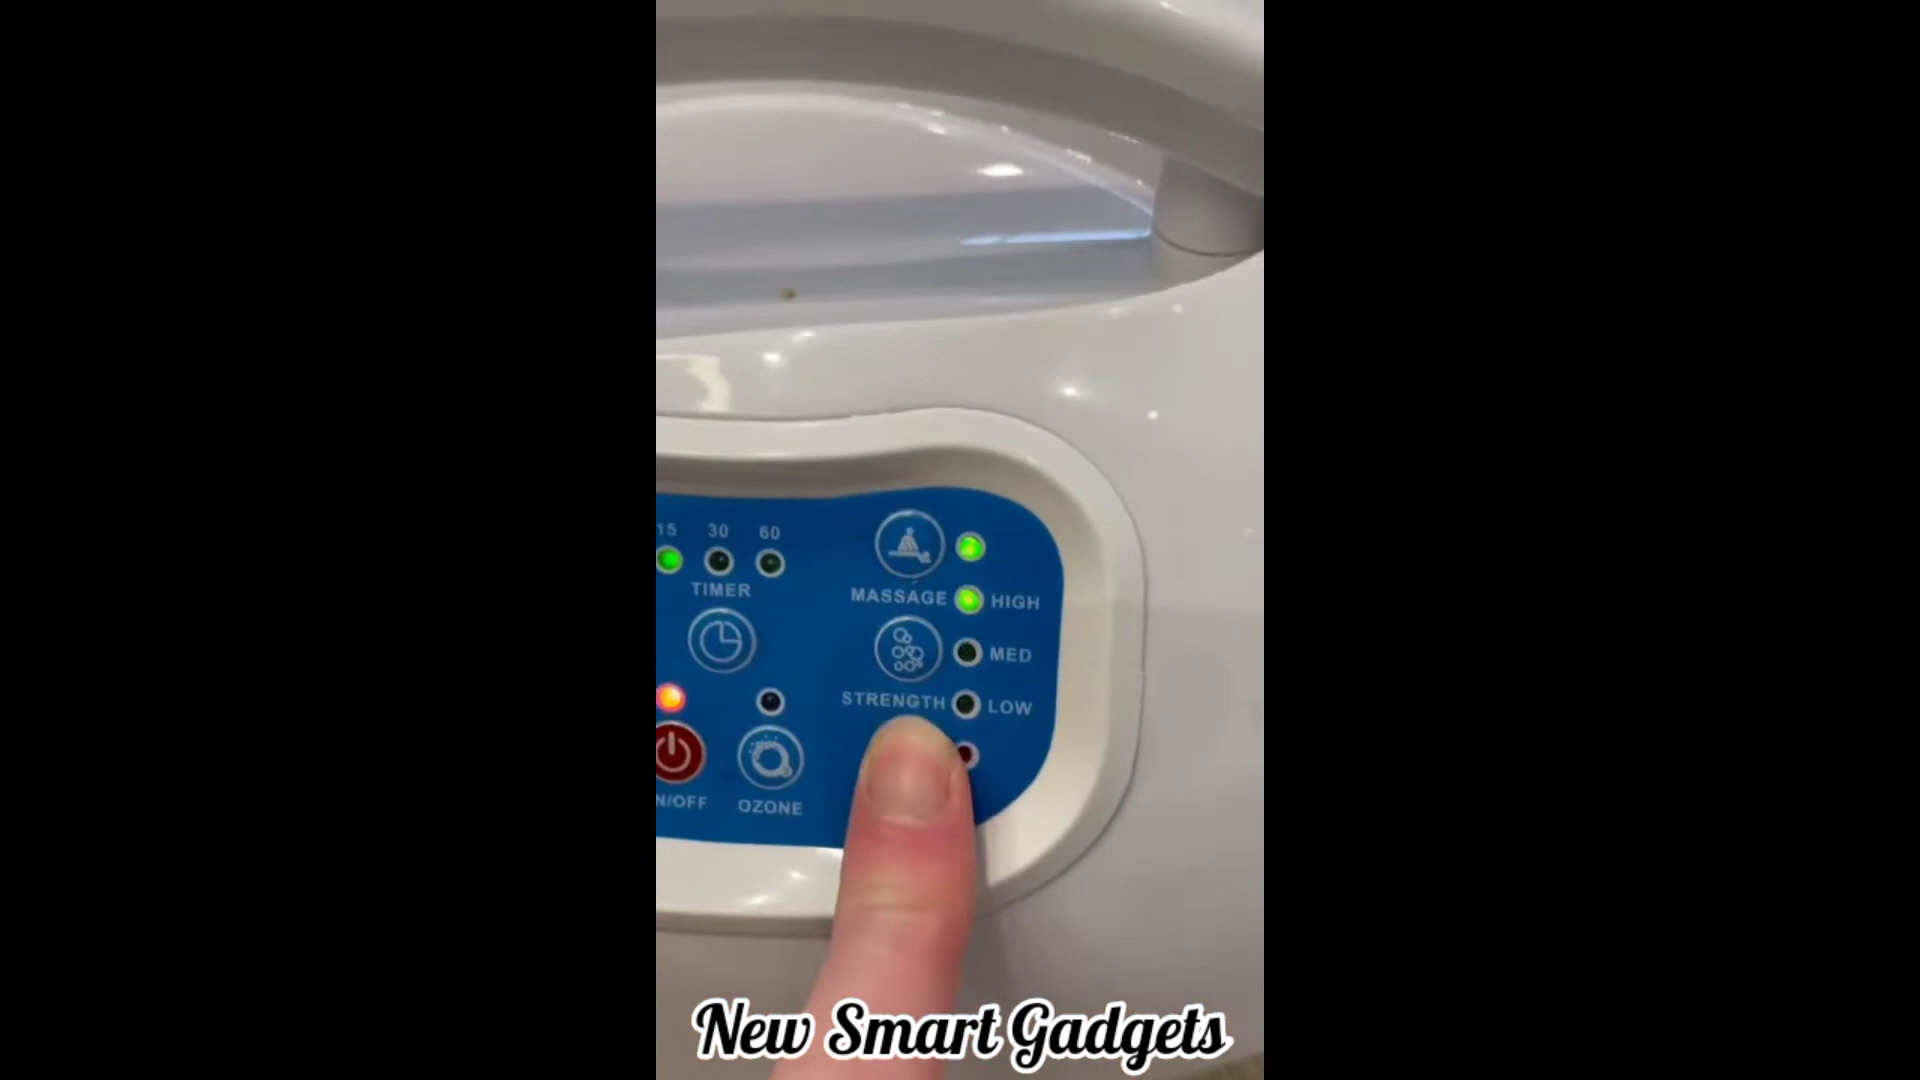 15 30 60
TIMER
MASSAGE HIGH
MED
STRENGTH LOW
N/OFF OZONE
New Smart Gadgets